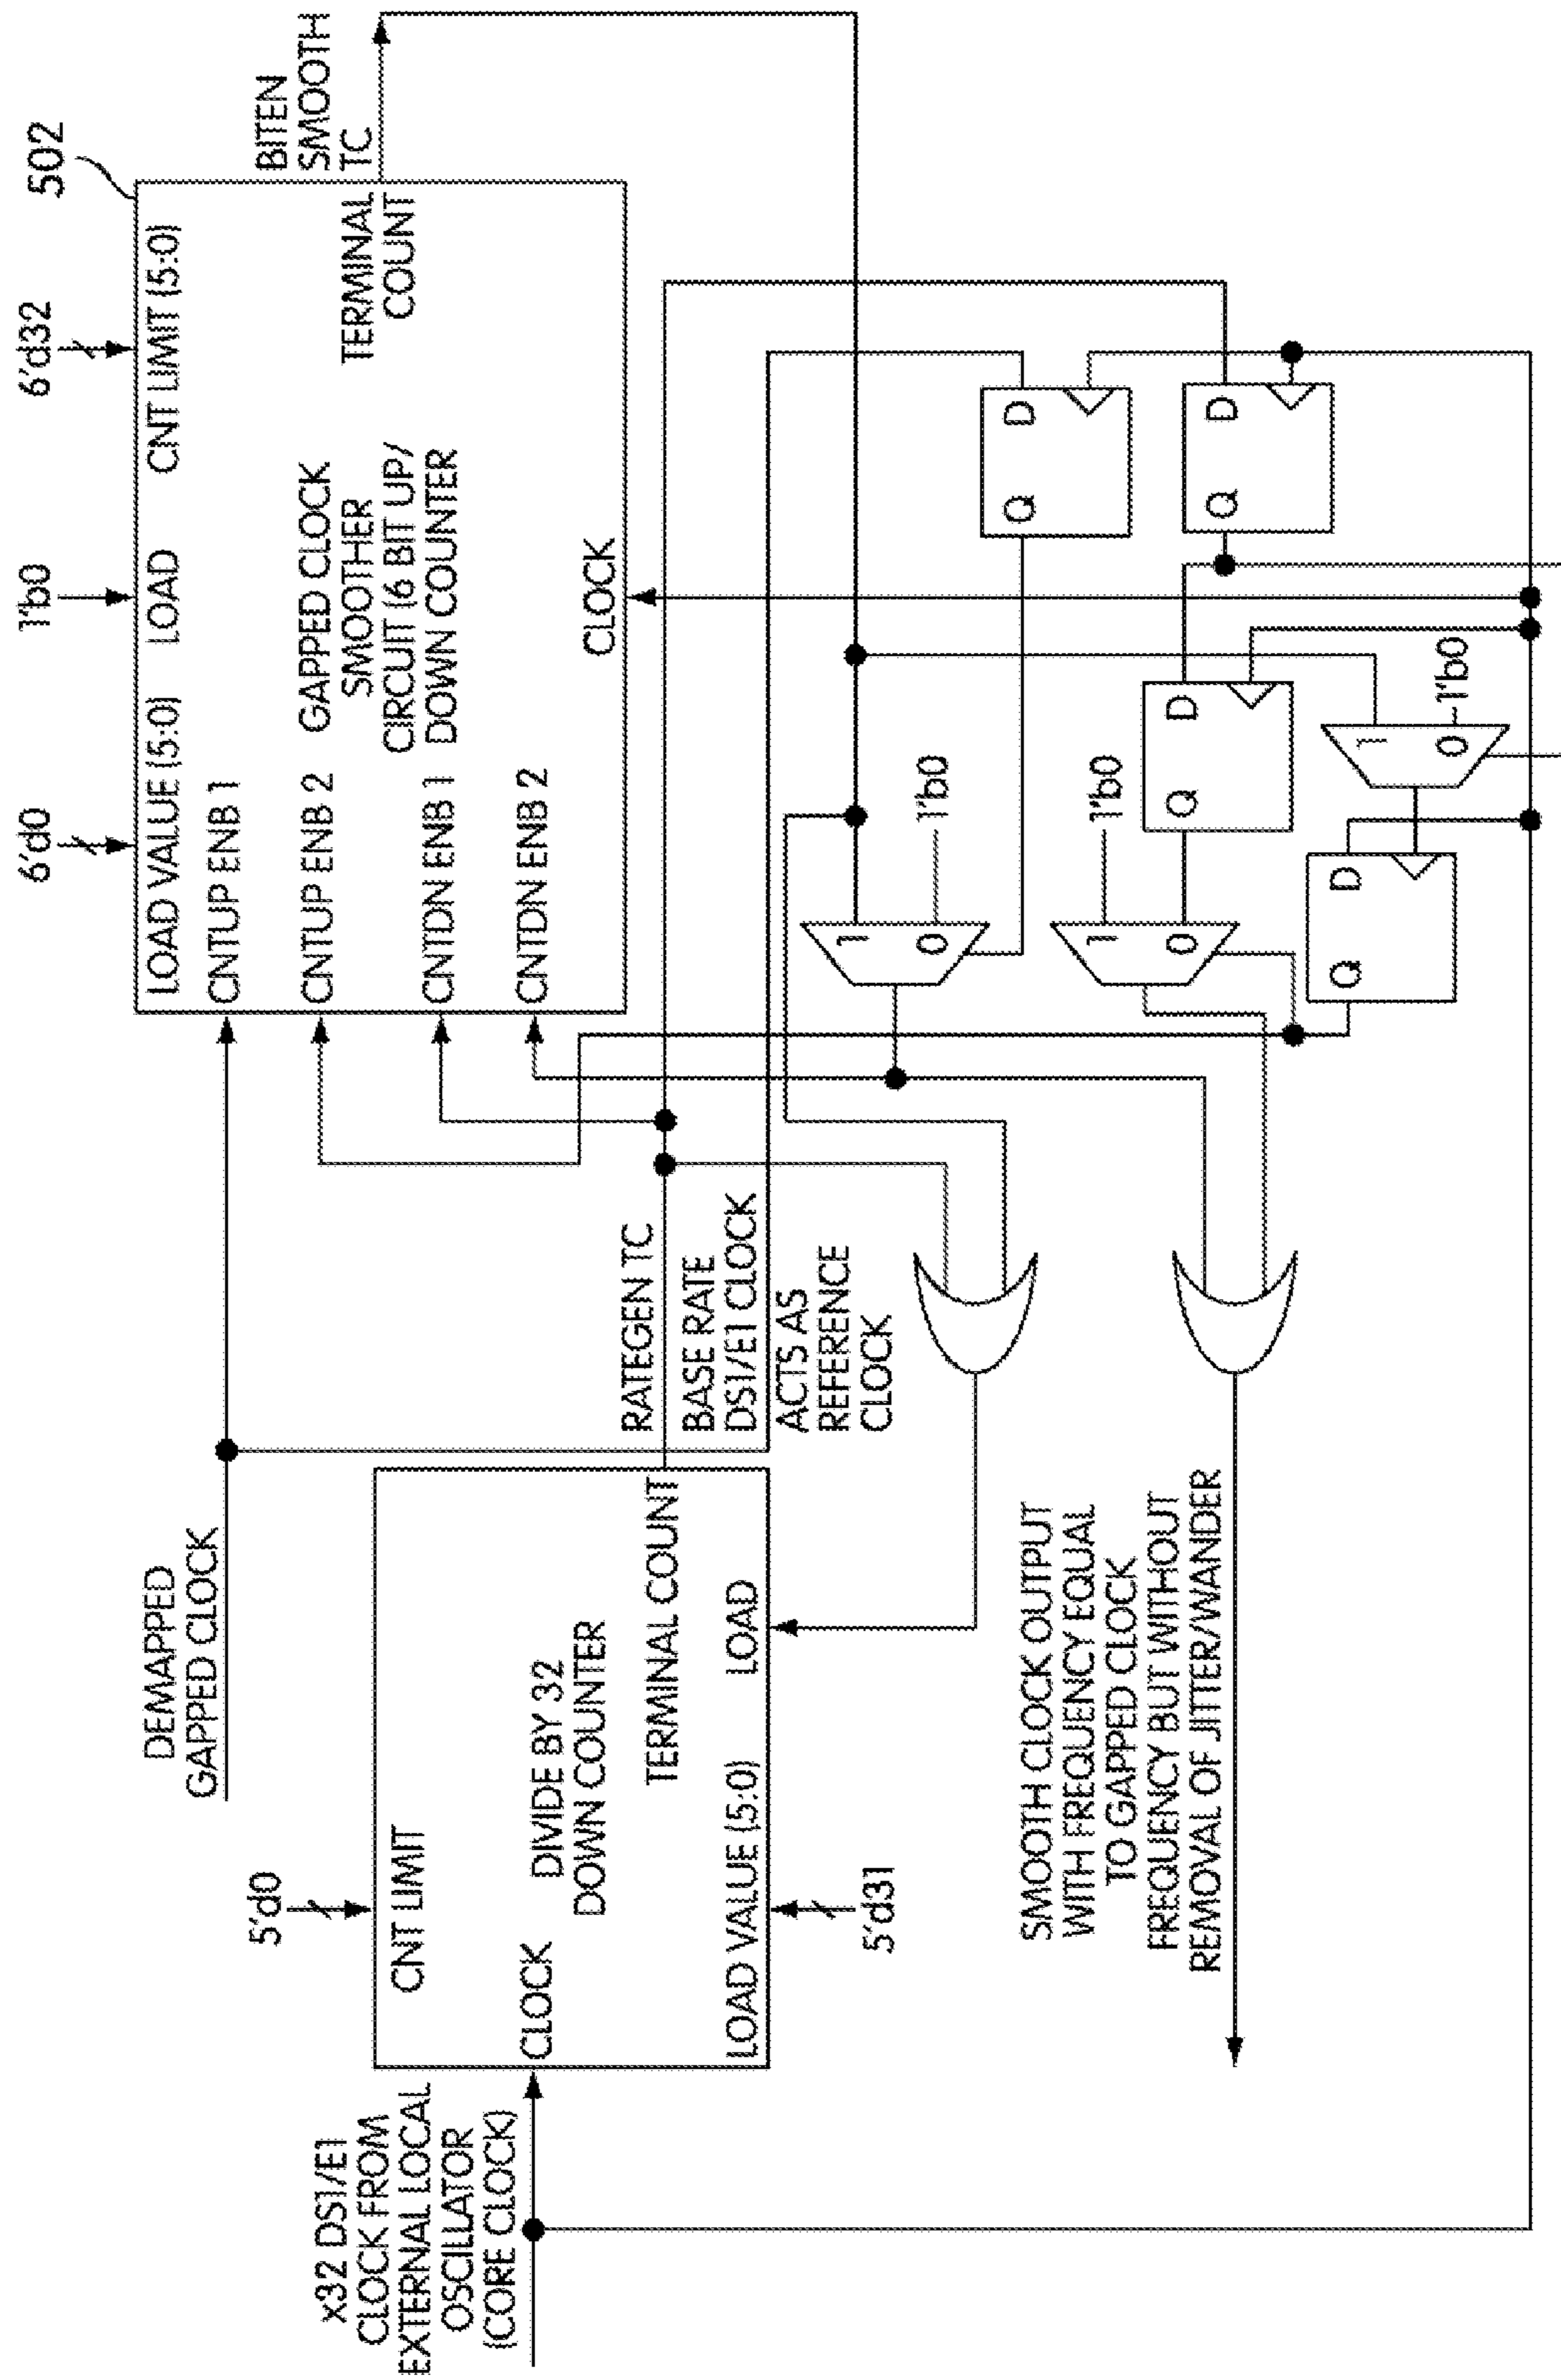 x32 DS1/E1
CLOCK FROM
EXTERNAL LOCAL
OSCILLATOR
(CORE CLOCK)
5'd0
CNT LIMIT
CLOCK
DIVIDE BY 32
DOWN COUNTER
TERMINAL COUNT
LOAD VALUE (5:0)
LOAD
5'd31
DEMAPPED
GAPPED CLOCK
RATEGEN TC
BASE RATE
DS1/E1 CLOCK
ACTS AS
REFERENCE
CLOCK
SMOOTH CLOCK OUTPUT
WITH FREQUENCY EQUAL
TO GAPPED CLOCK
FREQUENCY BUT WITHOUT
REMOVAL OF JITTER/WANDER
6'd0
1'b0
6'd32
502
LOAD VALUE (5:0)
LOAD
CNT LIMIT (5:0)
CNTUP ENB 1
CNTUP ENB 2
CNTDN ENB 1
CNTDN ENB 2
GAPPED CLOCK
SMOOTHER
CIRCUIT (6 BIT UP/
DOWN COUNTER
TERMINAL
COUNT
CLOCK
BITEN
SMOOTH
TC
1
0
1'b0
Q
D
1
0
1'b0
Q
D
Q
D
Q
D
1
0
1'b0